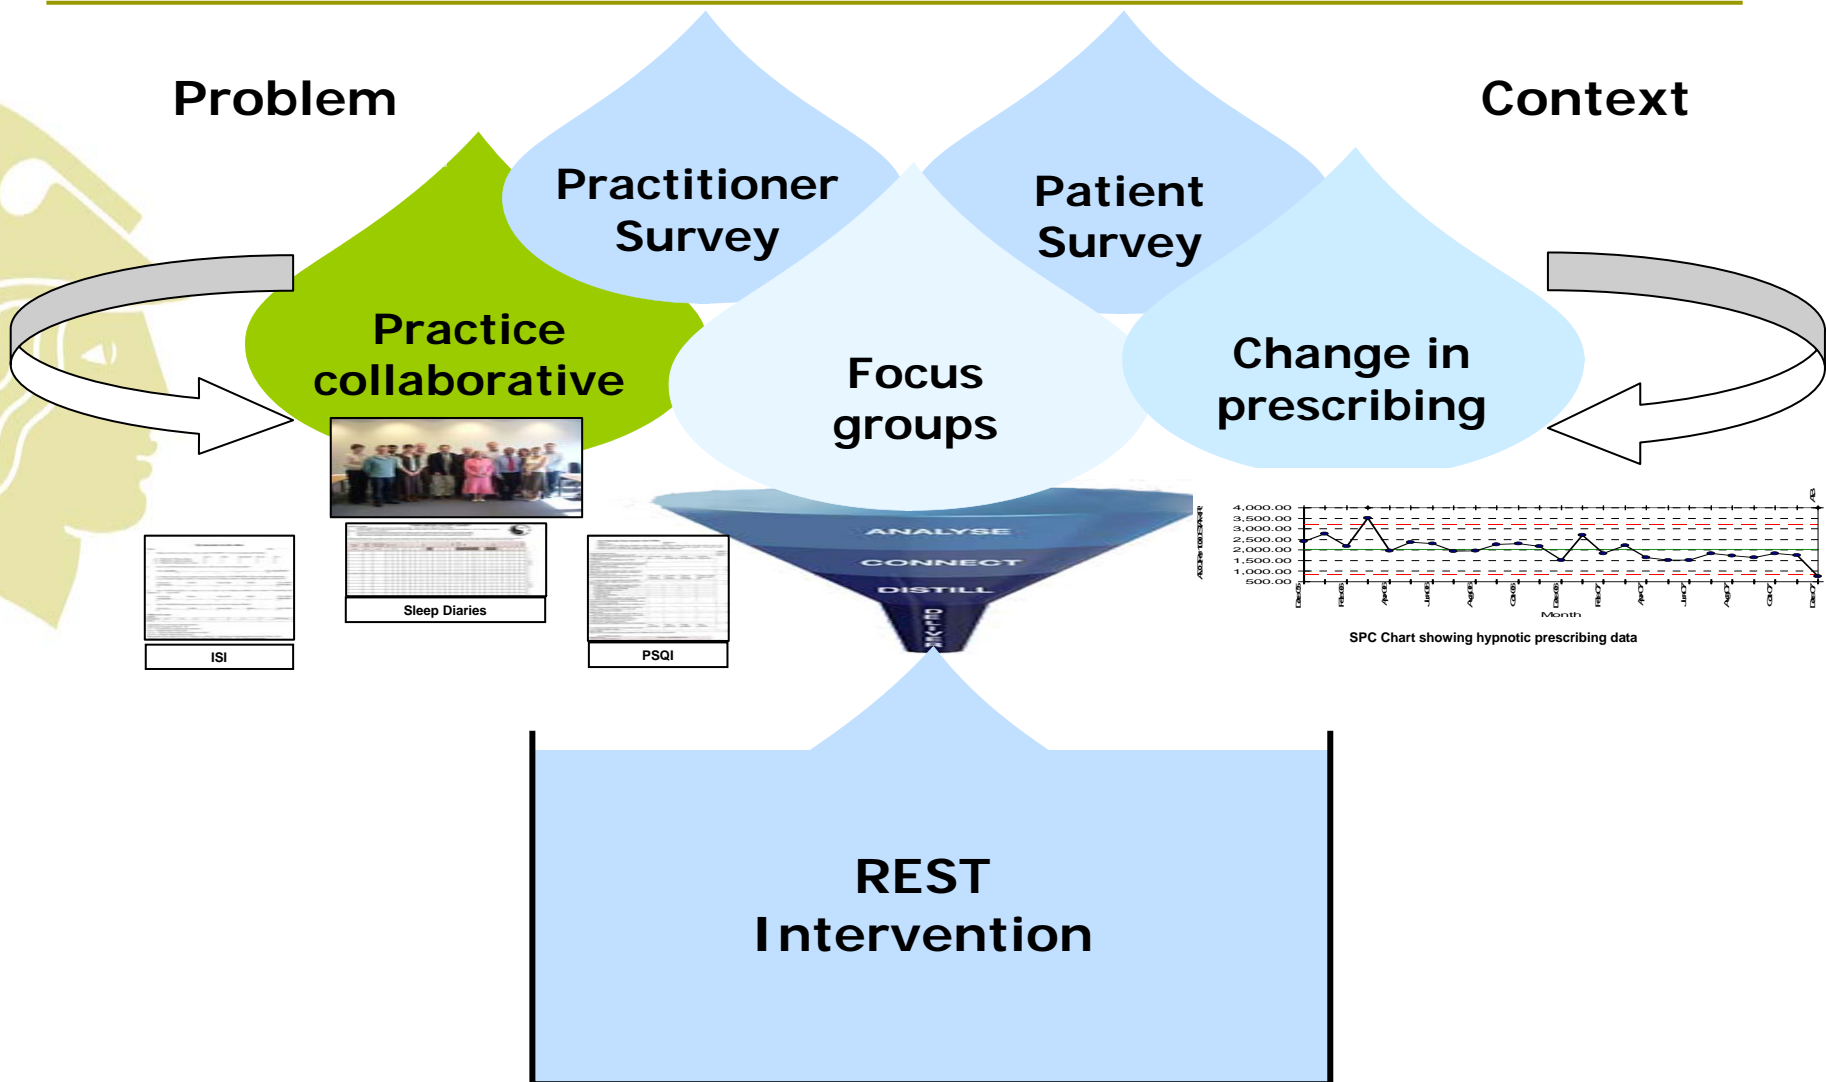 Problem
Context
Practitioner
Survey
Patient
Survey
Practice
collaborative
Focus
groups
Change in
prescribing
ANALYSE
CONNECT
DISTILL
DELIVER
Sleep Diaries
ISI
PSQI
4,000.00
3,500.00
3,000.00
2,500.00
2,000.00
1,500.00
1,000.00
500.00
Month
SPC Chart showing hypnotic prescribing data
REST
Intervention